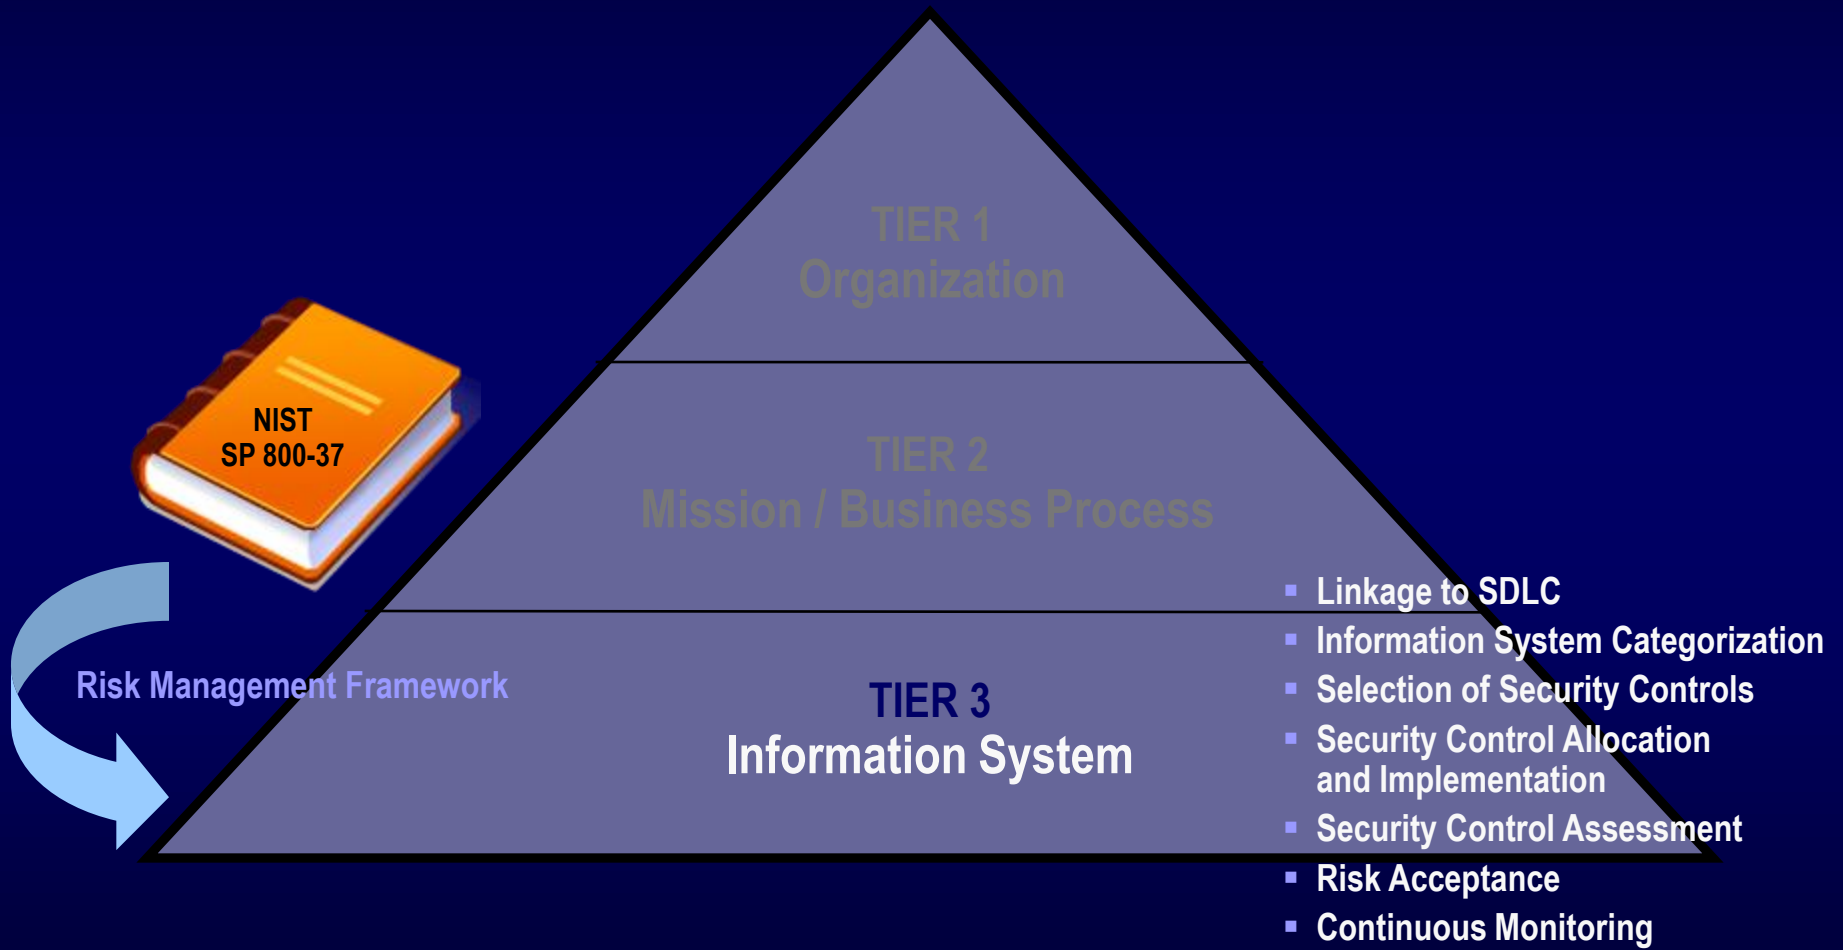 TIER 1
Organization
NIST
SP 800-37
TIER 2
Mission / Business Process
Risk Management Framework
TIER 3
Information System
▪ Linkage to SDLC
▪ Information System Categorization
▪ Selection of Security Controls
▪ Security Control Allocation
and Implementation
▪ Security Control Assessment
▪ Risk Acceptance
▪ Continuous Monitoring